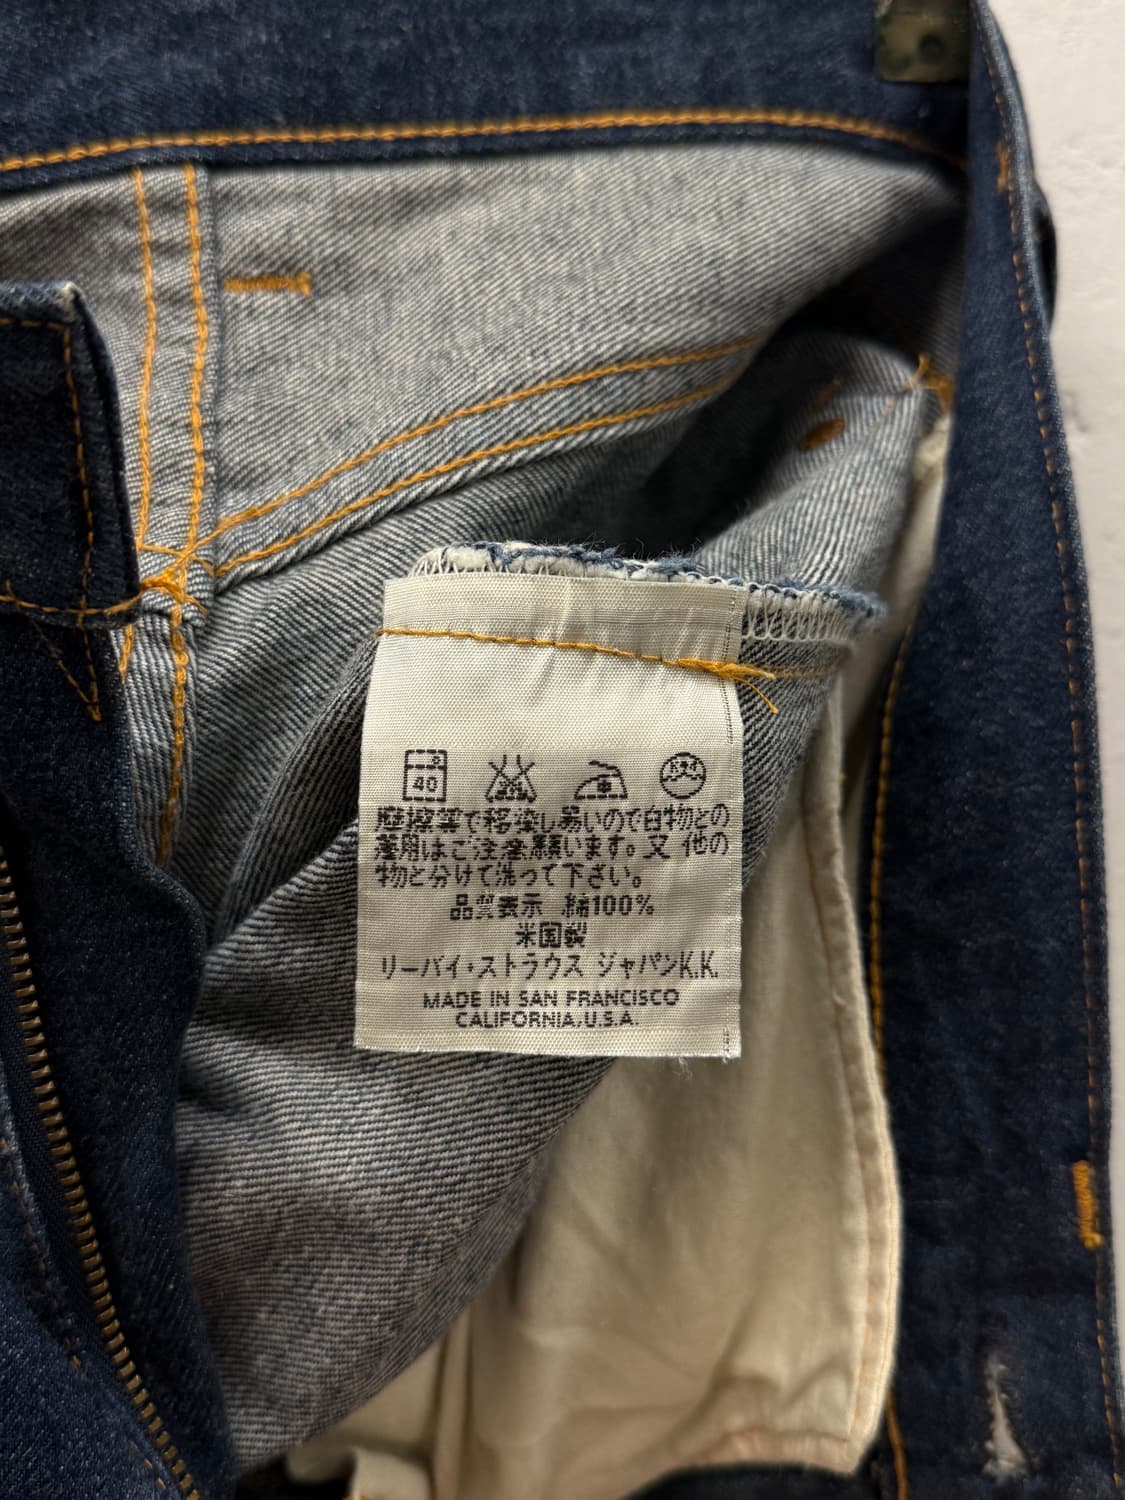 40
摩擦等で移染し易いので白物との
着用はご注意願います。又 他の
物と分けて洗って下さい。
品質表示 綿100%
米国製
リーバイ・ストラウス ジャパンK.K.
MADE IN SAN FRANCISCO
CALIFORNIA.U.S.A.